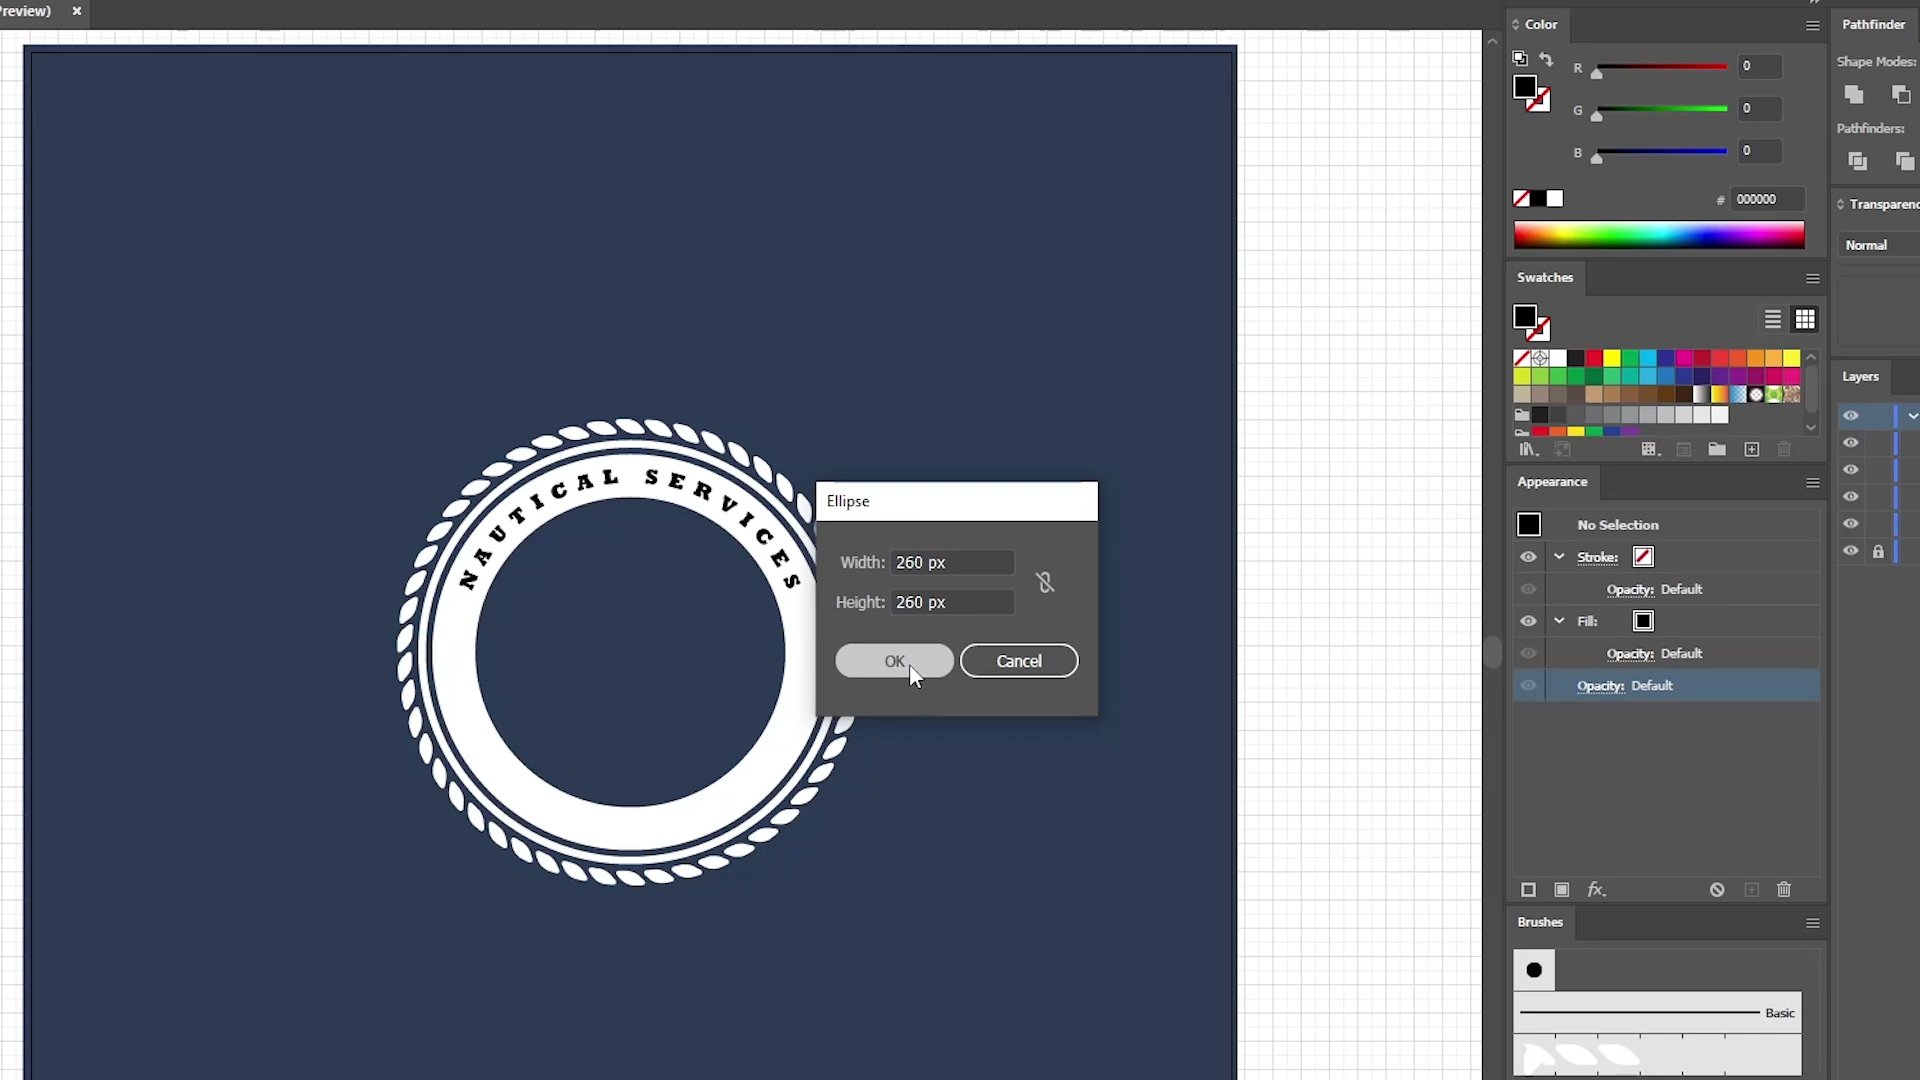 Preview)
Color
Pathfinder
R 0
G 0
B 0
# 000000
Shape Modes:
Pathfinders:
Transparenc
Normal
Swatches
Layers
Appearance
No Selection
Stroke:
Opacity: Default
Fill:
Opacity: Default
Opacity: Default
fx.
Brushes
Basic
NAUTICAL SERVICES
Ellipse
Width: 260 px
Height: 260 px
OK
Cancel